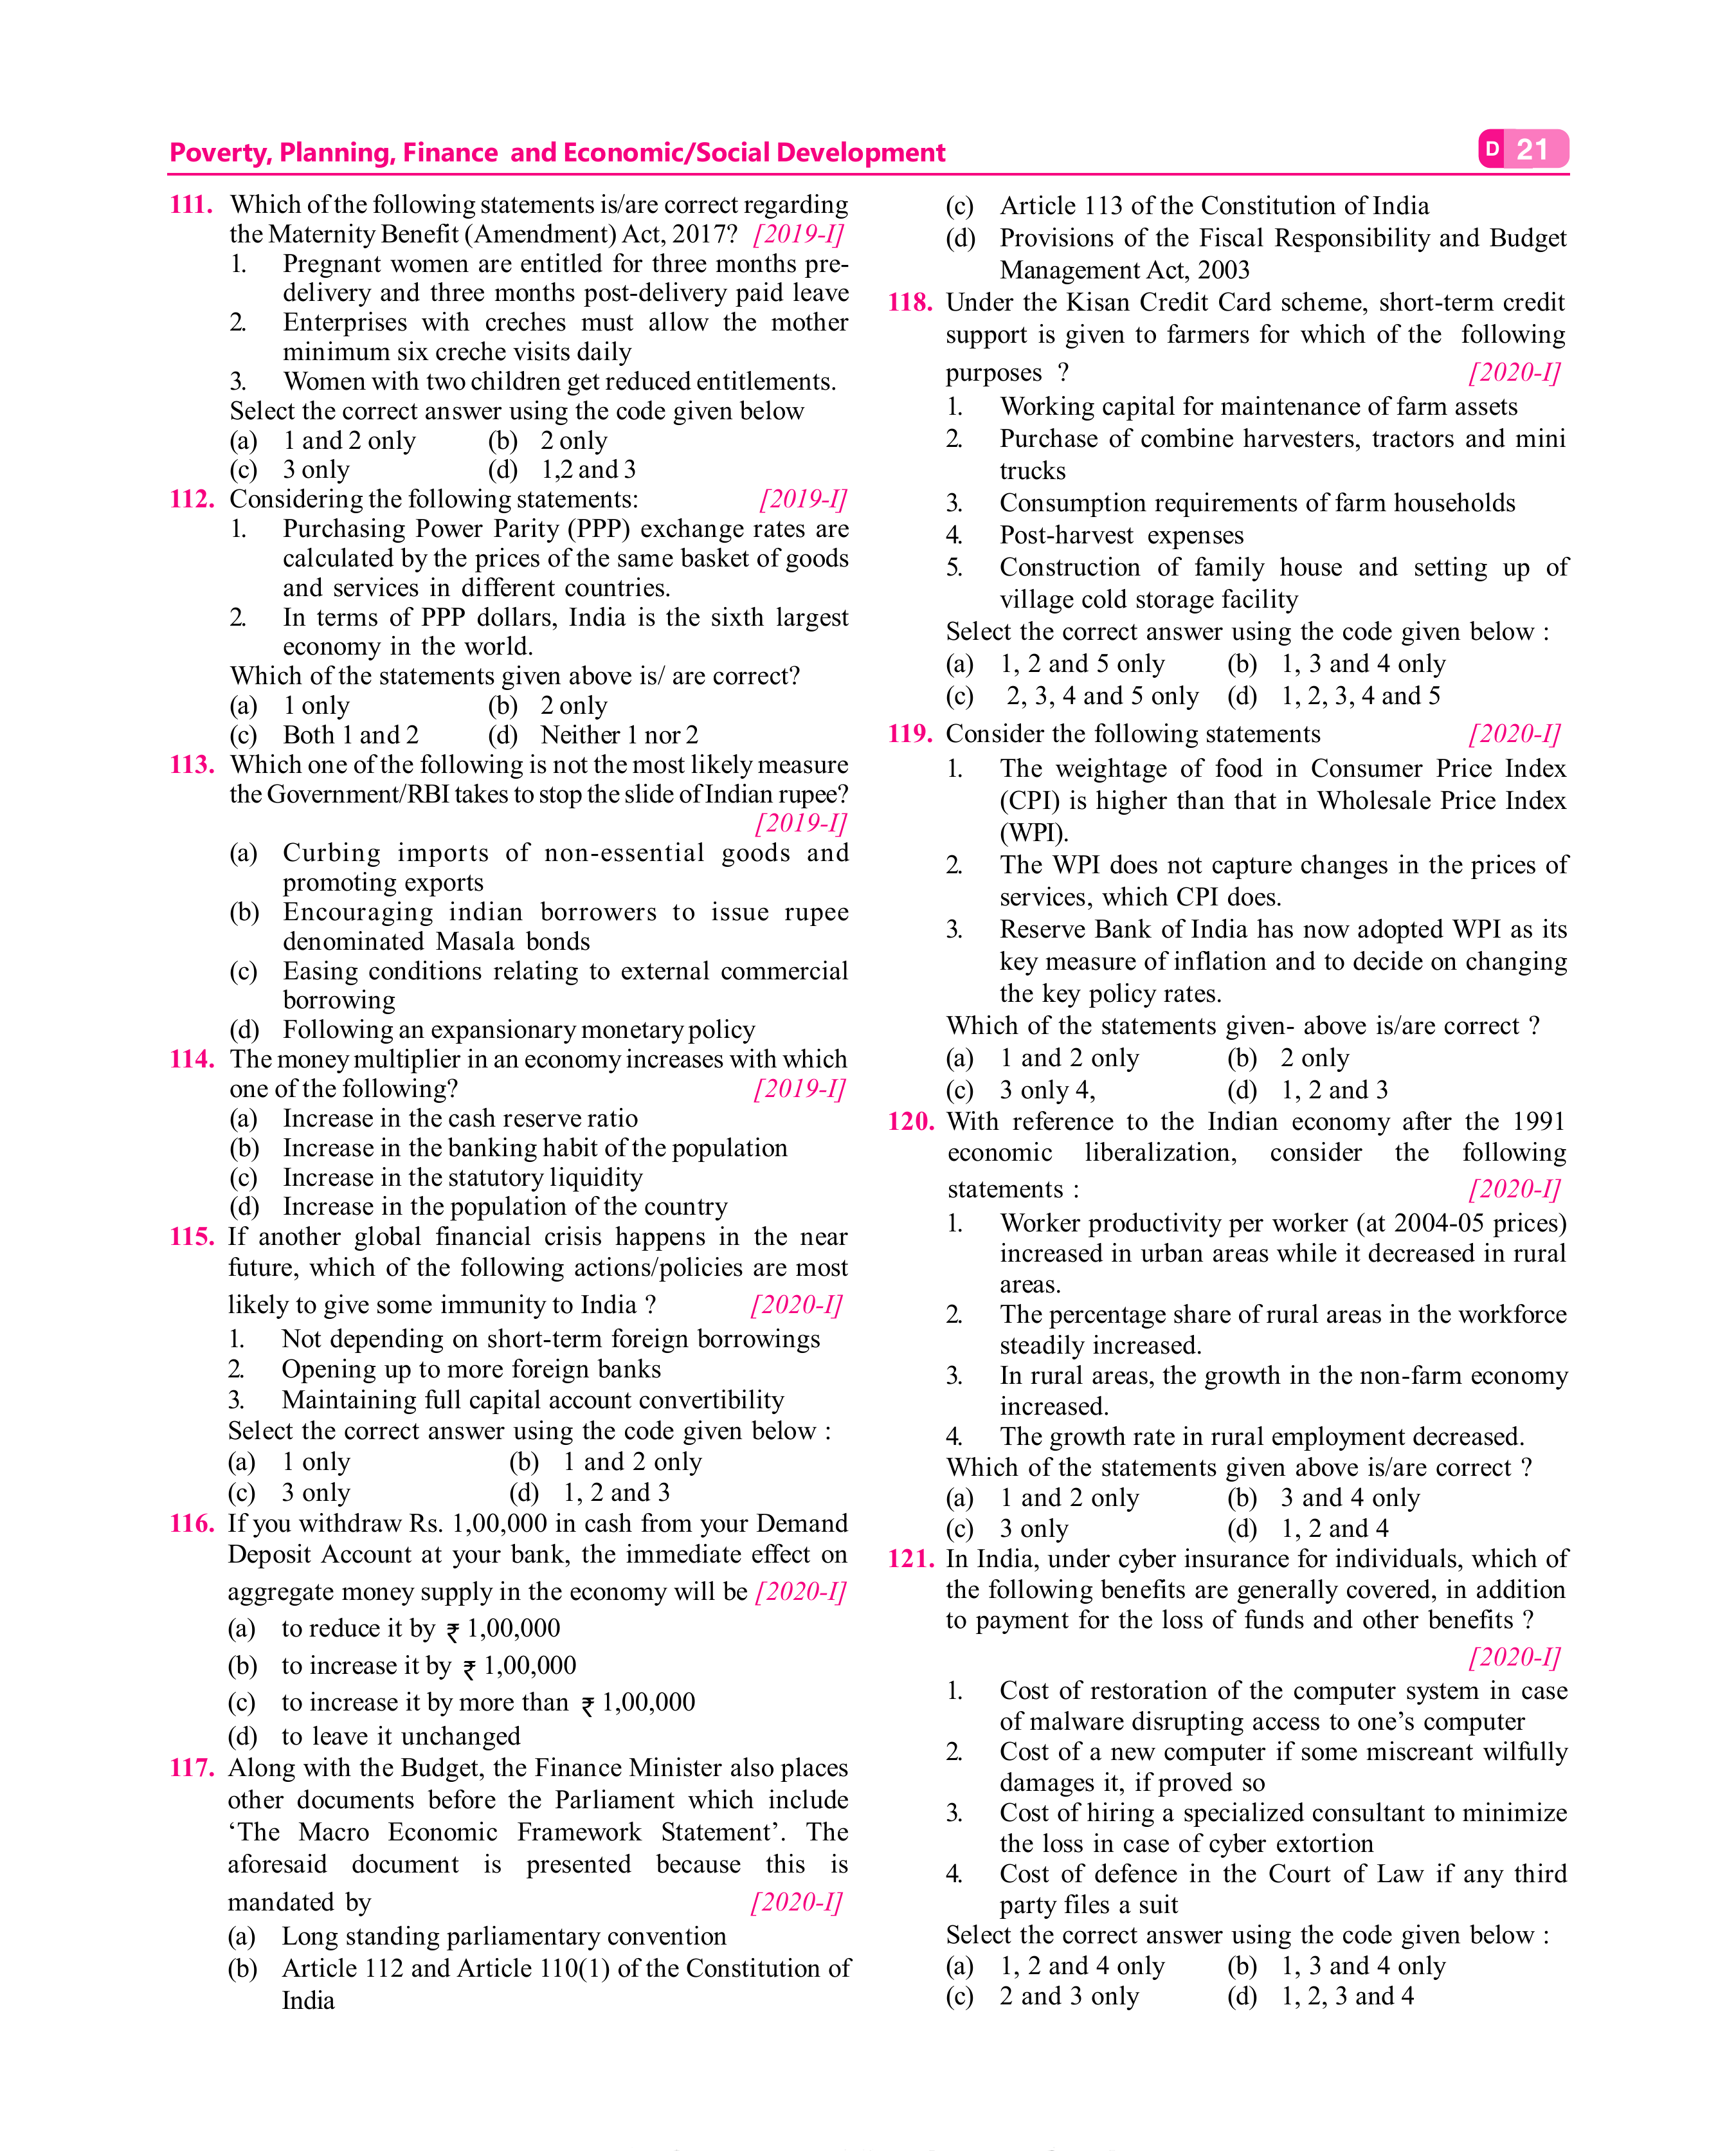 Poverty, Planning, Finance and Economic/Social Development
D 21
111. Which of the following statements is/are correct regarding
the Maternity Benefit (Amendment) Act, 2017? [2019-I]
1. Pregnant women are entitled for three months pre-
delivery and three months post-delivery paid leave
2. Enterprises with creches must allow the mother
minimum six creche visits daily
3. Women with two children get reduced entitlements.
Select the correct answer using the code given below
(a) 1 and 2 only (b) 2 only
(c) 3 only (d) 1,2 and 3
112. Considering the following statements: [2019-I]
1. Purchasing Power Parity (PPP) exchange rates are
calculated by the prices of the same basket of goods
and services in different countries.
2. In terms of PPP dollars, India is the sixth largest
economy in the world.
Which of the statements given above is/ are correct?
(a) 1 only (b) 2 only
(c) Both 1 and 2 (d) Neither 1 nor 2
113. Which one of the following is not the most likely measure
the Government/RBI takes to stop the slide of Indian rupee?
[2019-I]
(a) Curbing imports of non-essential goods and
promoting exports
(b) Encouraging indian borrowers to issue rupee
denominated Masala bonds
(c) Easing conditions relating to external commercial
borrowing
(d) Following an expansionary monetary policy
114. The money multiplier in an economy increases with which
one of the following? [2019-I]
(a) Increase in the cash reserve ratio
(b) Increase in the banking habit of the population
(c) Increase in the statutory liquidity
(d) Increase in the population of the country
115. If another global financial crisis happens in the near
future, which of the following actions/policies are most
likely to give some immunity to India ? [2020-I]
1. Not depending on short-term foreign borrowings
2. Opening up to more foreign banks
3. Maintaining full capital account convertibility
Select the correct answer using the code given below :
(a) 1 only (b) 1 and 2 only
(c) 3 only (d) 1, 2 and 3
116. If you withdraw Rs. 1,00,000 in cash from your Demand
Deposit Account at your bank, the immediate effect on
aggregate money supply in the economy will be [2020-I]
(a) to reduce it by ₹ 1,00,000
(b) to increase it by ₹ 1,00,000
(c) to increase it by more than ₹ 1,00,000
(d) to leave it unchanged
117. Along with the Budget, the Finance Minister also places
other documents before the Parliament which include
‘The Macro Economic Framework Statement’. The
aforesaid document is presented because this is
mandated by [2020-I]
(a) Long standing parliamentary convention
(b) Article 112 and Article 110(1) of the Constitution of
India
(c) Article 113 of the Constitution of India
(d) Provisions of the Fiscal Responsibility and Budget
Management Act, 2003
118. Under the Kisan Credit Card scheme, short-term credit
support is given to farmers for which of the following
purposes ? [2020-I]
1. Working capital for maintenance of farm assets
2. Purchase of combine harvesters, tractors and mini
trucks
3. Consumption requirements of farm households
4. Post-harvest expenses
5. Construction of family house and setting up of
village cold storage facility
Select the correct answer using the code given below :
(a) 1, 2 and 5 only (b) 1, 3 and 4 only
(c) 2, 3, 4 and 5 only (d) 1, 2, 3, 4 and 5
119. Consider the following statements [2020-I]
1. The weightage of food in Consumer Price Index
(CPI) is higher than that in Wholesale Price Index
(WPI).
2. The WPI does not capture changes in the prices of
services, which CPI does.
3. Reserve Bank of India has now adopted WPI as its
key measure of inflation and to decide on changing
the key policy rates.
Which of the statements given- above is/are correct ?
(a) 1 and 2 only (b) 2 only
(c) 3 only 4, (d) 1, 2 and 3
120. With reference to the Indian economy after the 1991
economic liberalization, consider the following
statements : [2020-I]
1. Worker productivity per worker (at 2004-05 prices)
increased in urban areas while it decreased in rural
areas.
2. The percentage share of rural areas in the workforce
steadily increased.
3. In rural areas, the growth in the non-farm economy
increased.
4. The growth rate in rural employment decreased.
Which of the statements given above is/are correct ?
(a) 1 and 2 only (b) 3 and 4 only
(c) 3 only (d) 1, 2 and 4
121. In India, under cyber insurance for individuals, which of
the following benefits are generally covered, in addition
to payment for the loss of funds and other benefits ?
[2020-I]
1. Cost of restoration of the computer system in case
of malware disrupting access to one’s computer
2. Cost of a new computer if some miscreant wilfully
damages it, if proved so
3. Cost of hiring a specialized consultant to minimize
the loss in case of cyber extortion
4. Cost of defence in the Court of Law if any third
party files a suit
Select the correct answer using the code given below :
(a) 1, 2 and 4 only (b) 1, 3 and 4 only
(c) 2 and 3 only (d) 1, 2, 3 and 4